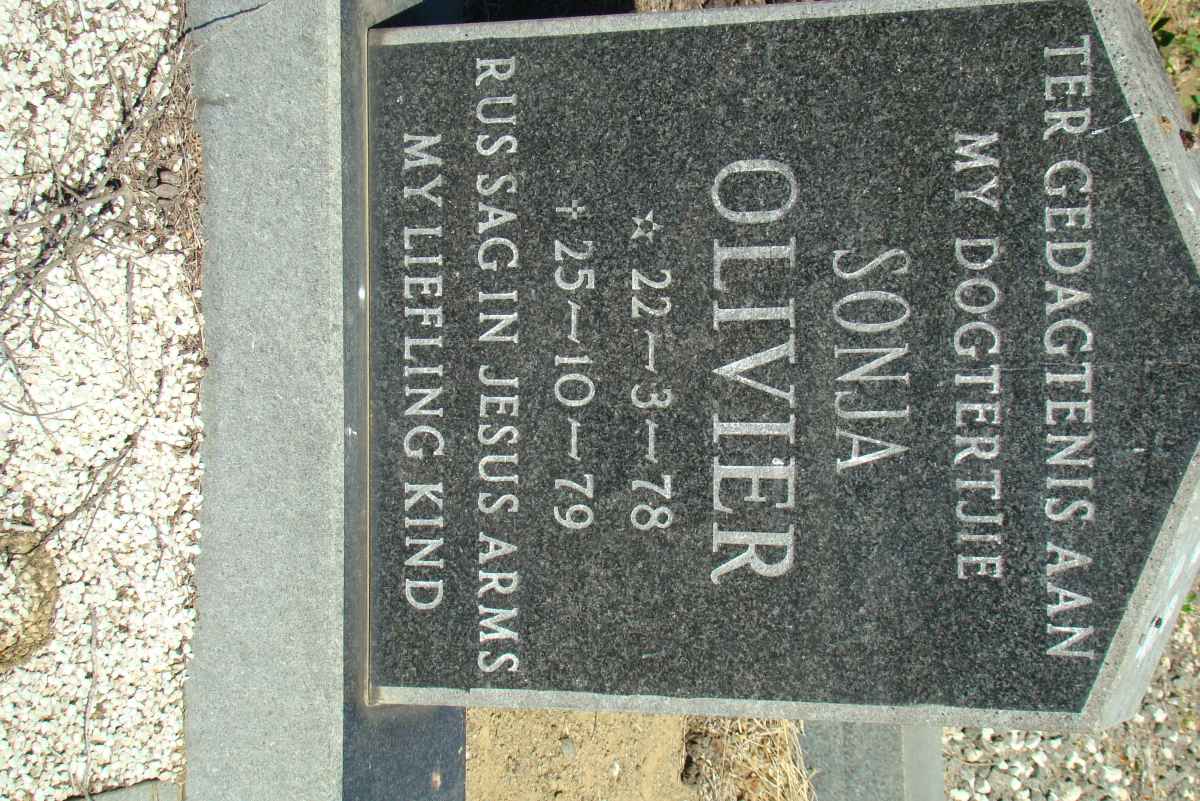 TER GEDAGTENIS AAN
MY DOGTERTJIE
SONJA
OLIVIER
☆ 22-3-78
✝ 25-10-79
RUS SAG IN JESUS ARMS
MY LIEFLING KIND